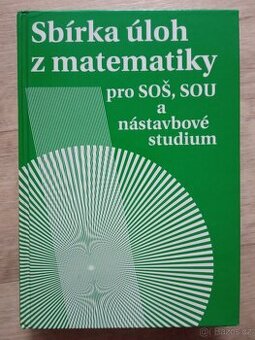 Sbírka úloh
z matematiky
pro SOŠ, SOU
a
nástavbové
studium